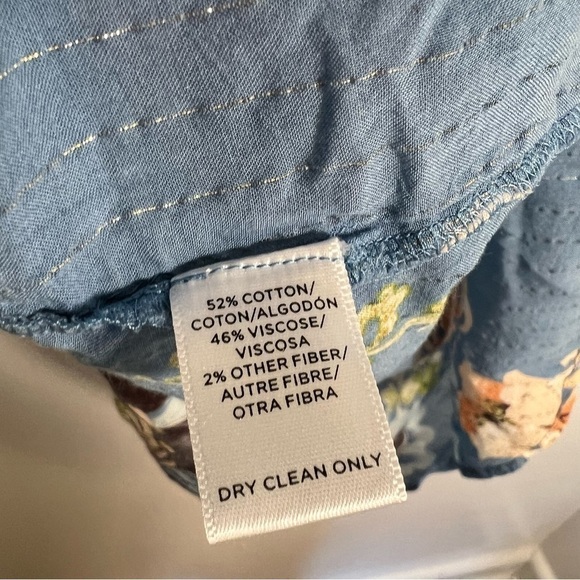 52% COTTON/
COTON/ALGODÓN
46% VISCOSE/
VISCOSA
2% OTHER FIBER/
AUTRE FIBRE/
OTRA FIBRA
DRY CLEAN ONLY